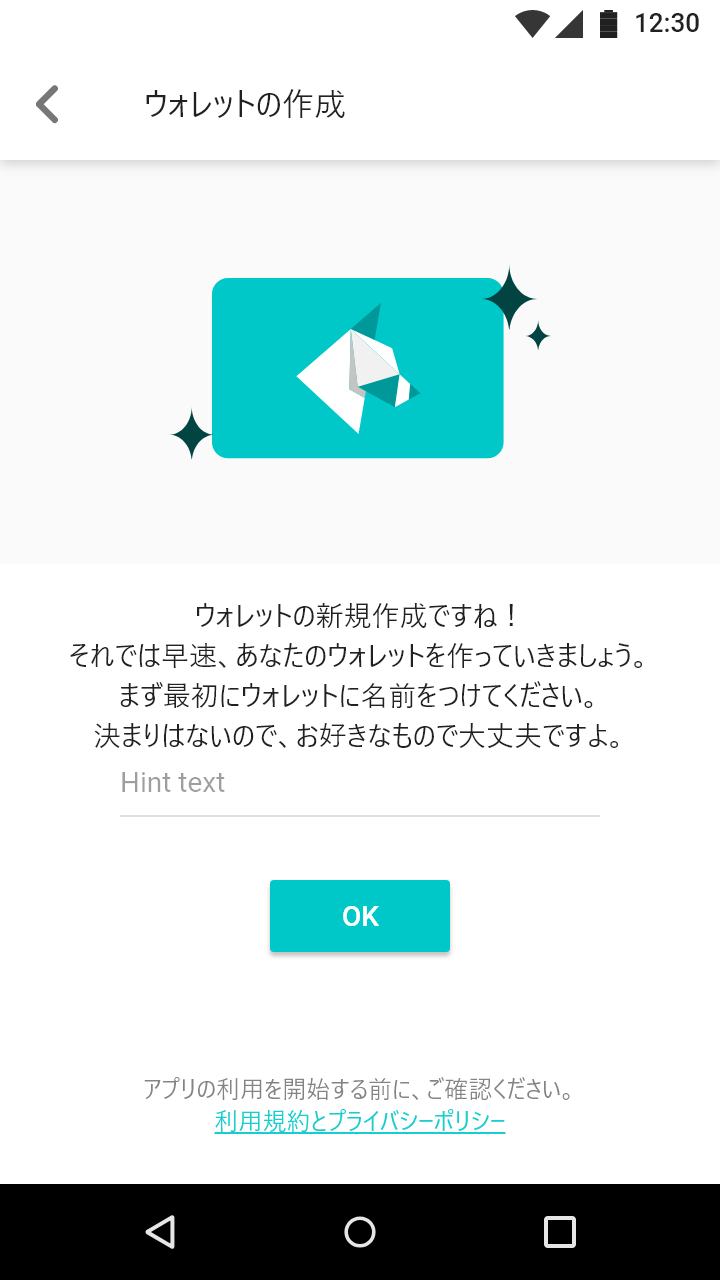 12:30
ウォレットの作成
ウォレットの新規作成ですね！
それでは早速、あなたのウォレットを作っていきましょう。
まず最初にウォレットに名前をつけてください。
決まりはないので、お好きなもので大丈夫ですよ。
Hint text
OK
アプリの利用を開始する前に、ご確認ください。
利用規約とプライバシーポリシー